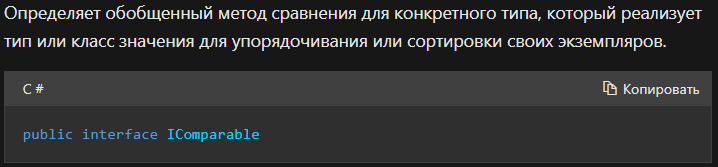 Определяет обобщенный метод сравнения для конкретного типа, который реализует
тип или класс значения для упорядочивания или сортировки своих экземпляров.
C # Копировать
public interface IComparable